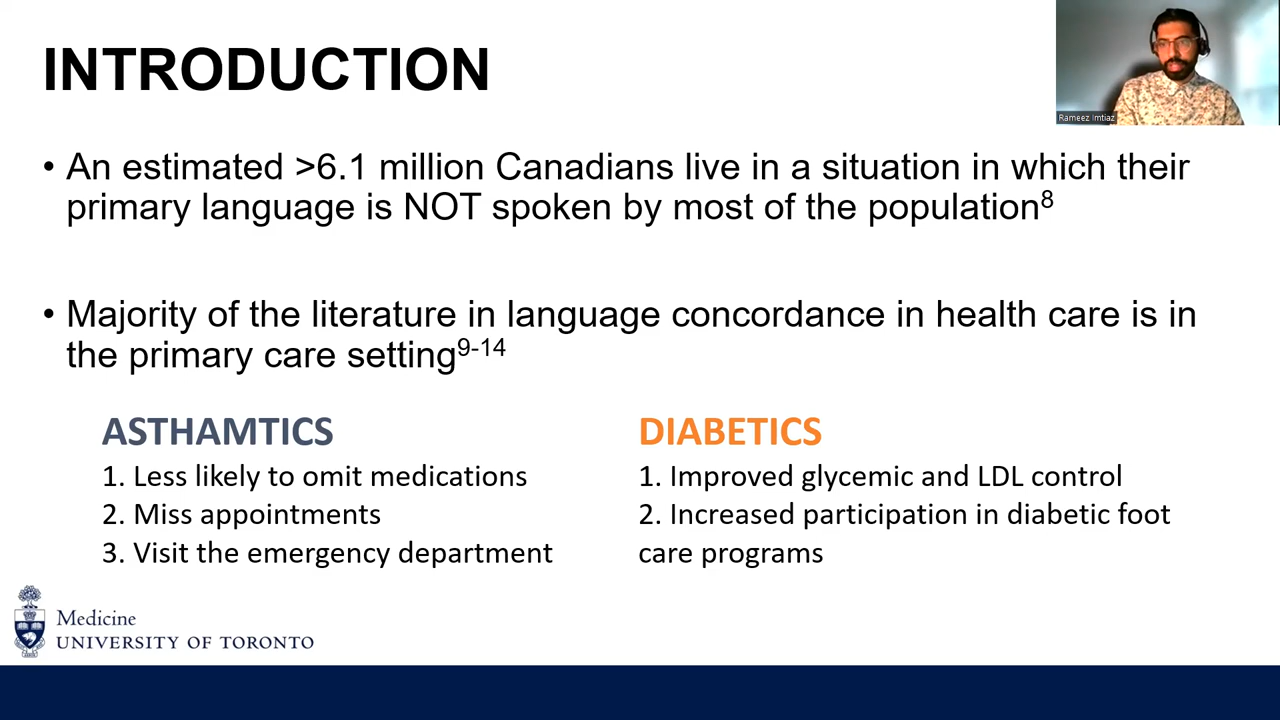 INTRODUCTION
Rameez Imtiaz
• An estimated >6.1 million Canadians live in a situation in which their
primary language is NOT spoken by most of the population8
• Majority of the literature in language concordance in health care is in
the primary care setting9-14
ASTHAMTICS
1. Less likely to omit medications
2. Miss appointments
3. Visit the emergency department
DIABETICS
1. Improved glycemic and LDL control
2. Increased participation in diabetic foot
care programs
Medicine
UNIVERSITY OF TORONTO